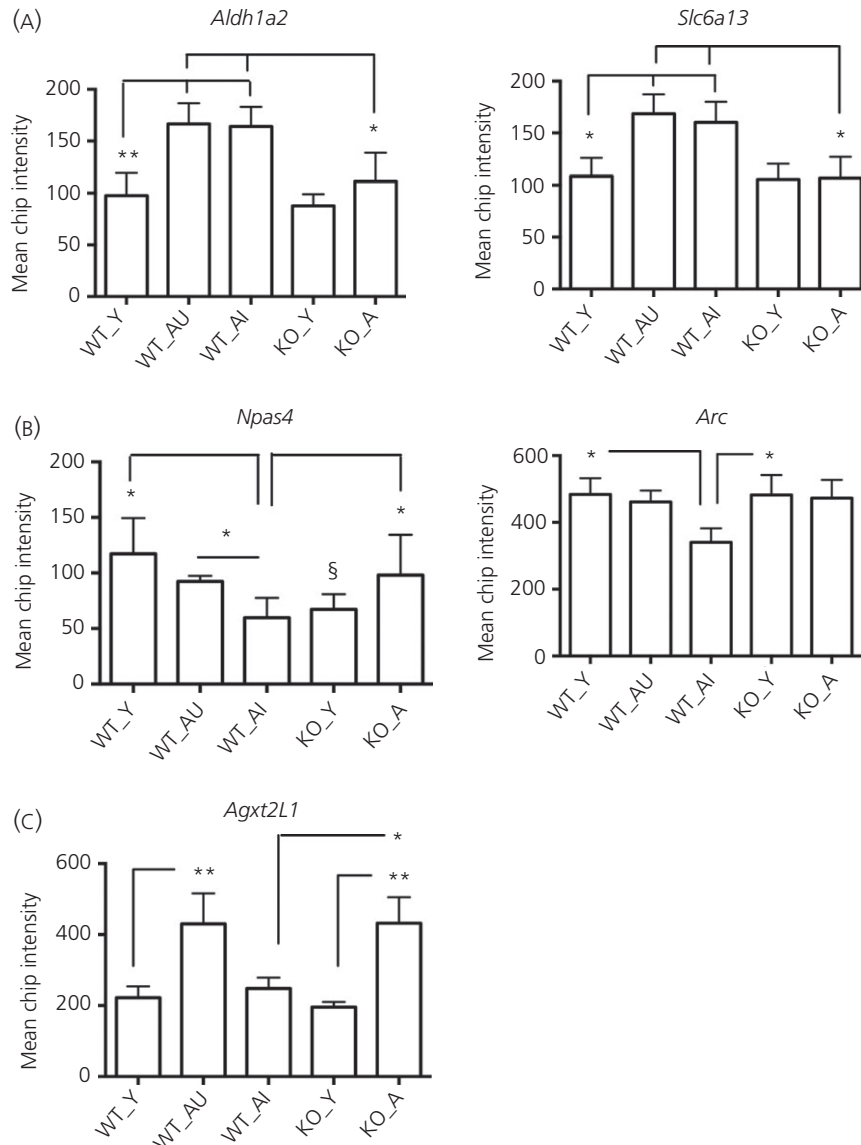 (A)
Aldh1a2
Mean chip intensity
200
150
100
50
0
**
*
WT_Y
WT_AU
WT_AI
KO_Y
KO_A
Slc6a13
Mean chip intensity
200
150
100
50
0
*
*
WT_Y
WT_AU
WT_AI
KO_Y
KO_A
(B)
Npas4
Mean chip intensity
200
150
100
50
0
*
*
§
*
WT_Y
WT_AU
WT_AI
KO_Y
KO_A
Arc
Mean chip intensity
600
400
200
0
*
*
WT_Y
WT_AU
WT_AI
KO_Y
KO_A
(C)
Agxt2L1
Mean chip intensity
600
400
200
0
**
*
**
WT_Y
WT_AU
WT_AI
KO_Y
KO_A